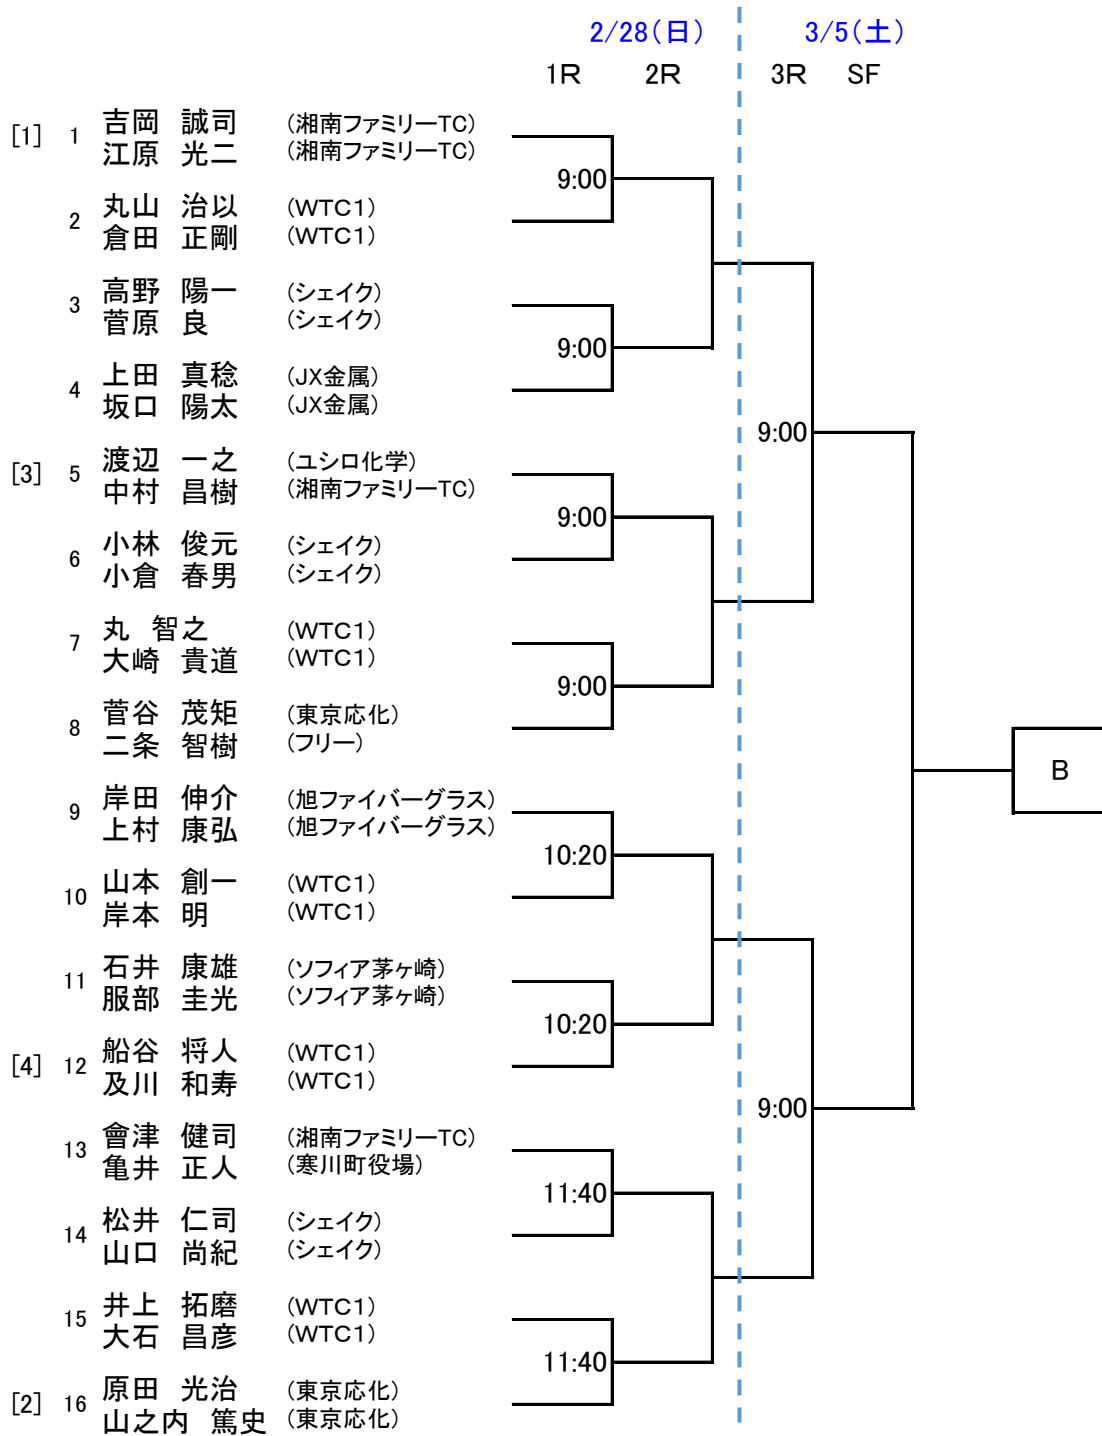 2/28(日) 3/5(土)
1R 2R 3R SF
[1] 1 吉岡 誠司 (湘南ファミリーTC)
江原 光二 (湘南ファミリーTC)
9:00
2 丸山 治以 (WTC1)
倉田 正剛 (WTC1)
3 高野 陽一 (シェイク)
菅原 良 (シェイク)
9:00
4 上田 真稔 (JX金属)
坂口 陽太 (JX金属)
9:00
[3] 5 渡辺 一之 (ユシロ化学)
中村 昌樹 (湘南ファミリーTC)
9:00
6 小林 俊元 (シェイク)
小倉 春男 (シェイク)
7 丸 智之 (WTC1)
大崎 貴道 (WTC1)
9:00
8 菅谷 茂矩 (東京応化)
二条 智樹 (フリー)
B
9 岸田 伸介 (旭ファイバーグラス)
上村 康弘 (旭ファイバーグラス)
10:20
10 山本 創一 (WTC1)
岸本 明 (WTC1)
11 石井 康雄 (ソフィア茅ヶ崎)
服部 圭光 (ソフィア茅ヶ崎)
10:20
[4] 12 船谷 将人 (WTC1)
及川 和寿 (WTC1)
9:00
13 會津 健司 (湘南ファミリーTC)
亀井 正人 (寒川町役場)
11:40
14 松井 仁司 (シェイク)
山口 尚紀 (シェイク)
15 井上 拓磨 (WTC1)
大石 昌彦 (WTC1)
11:40
[2] 16 原田 光治 (東京応化)
山之内 篤史 (東京応化)